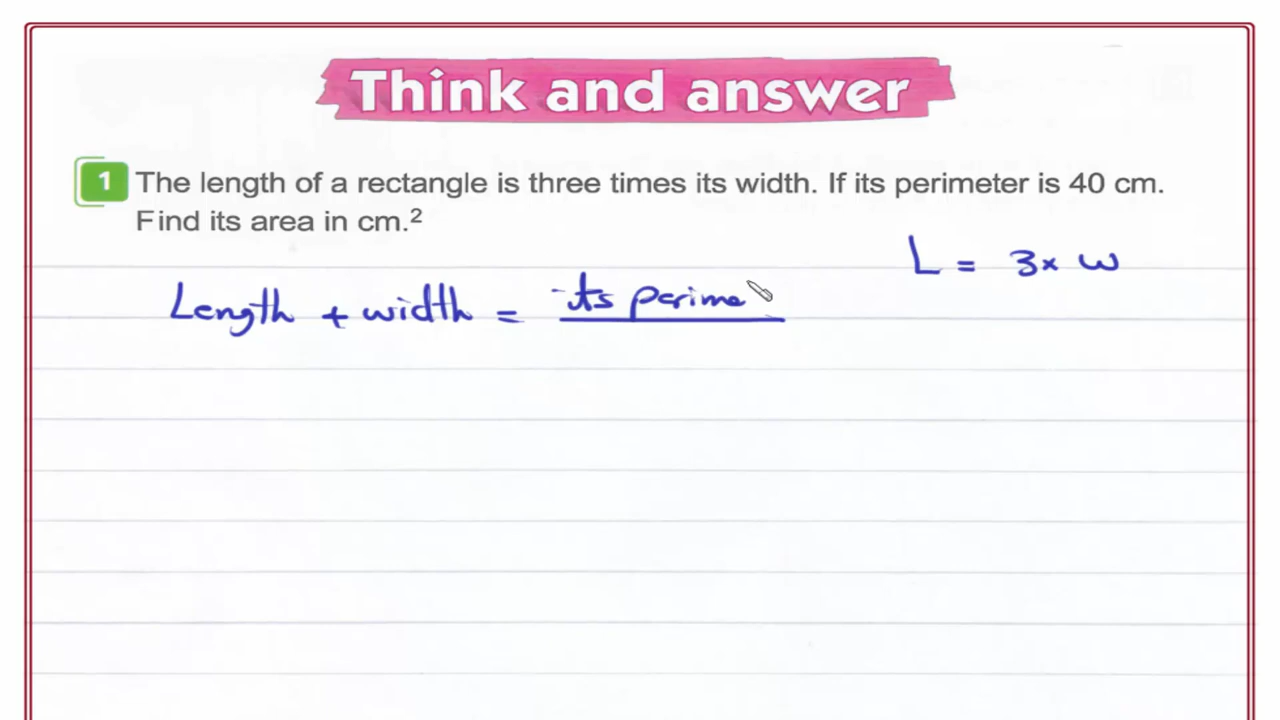 Think and answer
1 The length of a rectangle is three times its width. If its perimeter is 40 cm.
Find its area in cm.²
L = 3 × w
Length + width = its perime